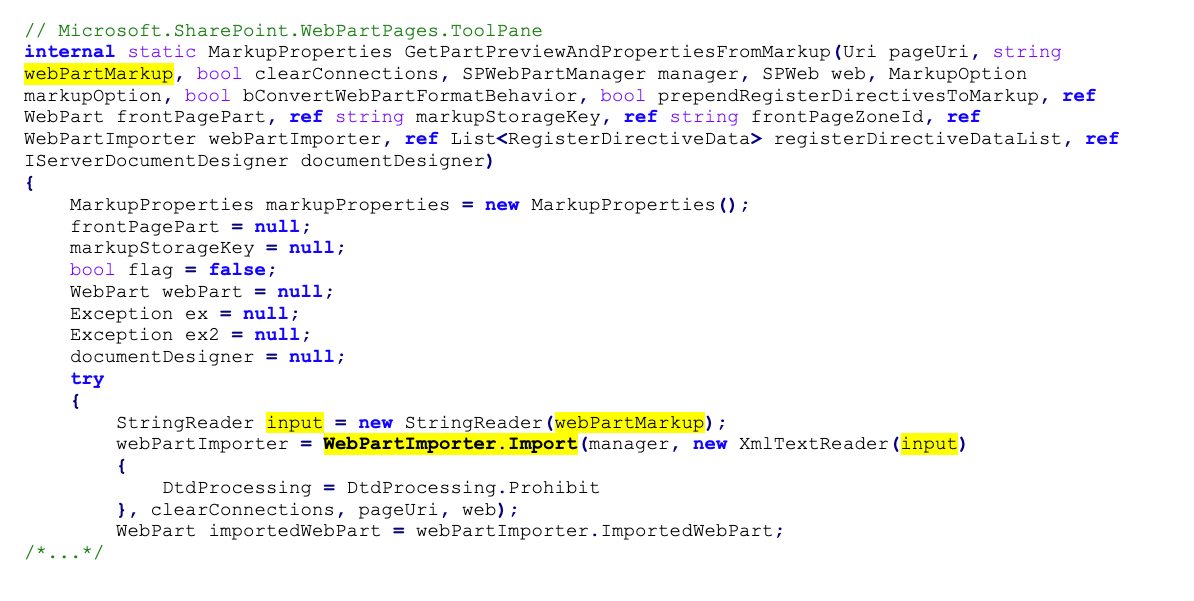 // Microsoft.SharePoint.WebPartPages.ToolPane
internal static MarkupProperties GetPartPreviewAndPropertiesFromMarkup(Uri pageUri, string
webPartMarkup, bool clearConnections, SPWebPartManager manager, SPWeb web, MarkupOption
markupOption, bool bConvertWebPartFormatBehavior, bool prependRegisterDirectivesToMarkup, ref
WebPart frontPagePart, ref string markupStorageKey, ref string frontPageZoneId, ref
WebPartImporter webPartImporter, ref List<RegisterDirectiveData> registerDirectiveDataList, ref
IServerDocumentDesigner documentDesigner)
{
    MarkupProperties markupProperties = new MarkupProperties();
    frontPagePart = null;
    markupStorageKey = null;
    bool flag = false;
    WebPart webPart = null;
    Exception ex = null;
    Exception ex2 = null;
    documentDesigner = null;
    try
    {
        StringReader input = new StringReader(webPartMarkup);
        webPartImporter = WebPartImporter.Import(manager, new XmlTextReader(input)
        {
            DtdProcessing = DtdProcessing.Prohibit
        }, clearConnections, pageUri, web);
        WebPart importedWebPart = webPartImporter.ImportedWebPart;
/*...*/